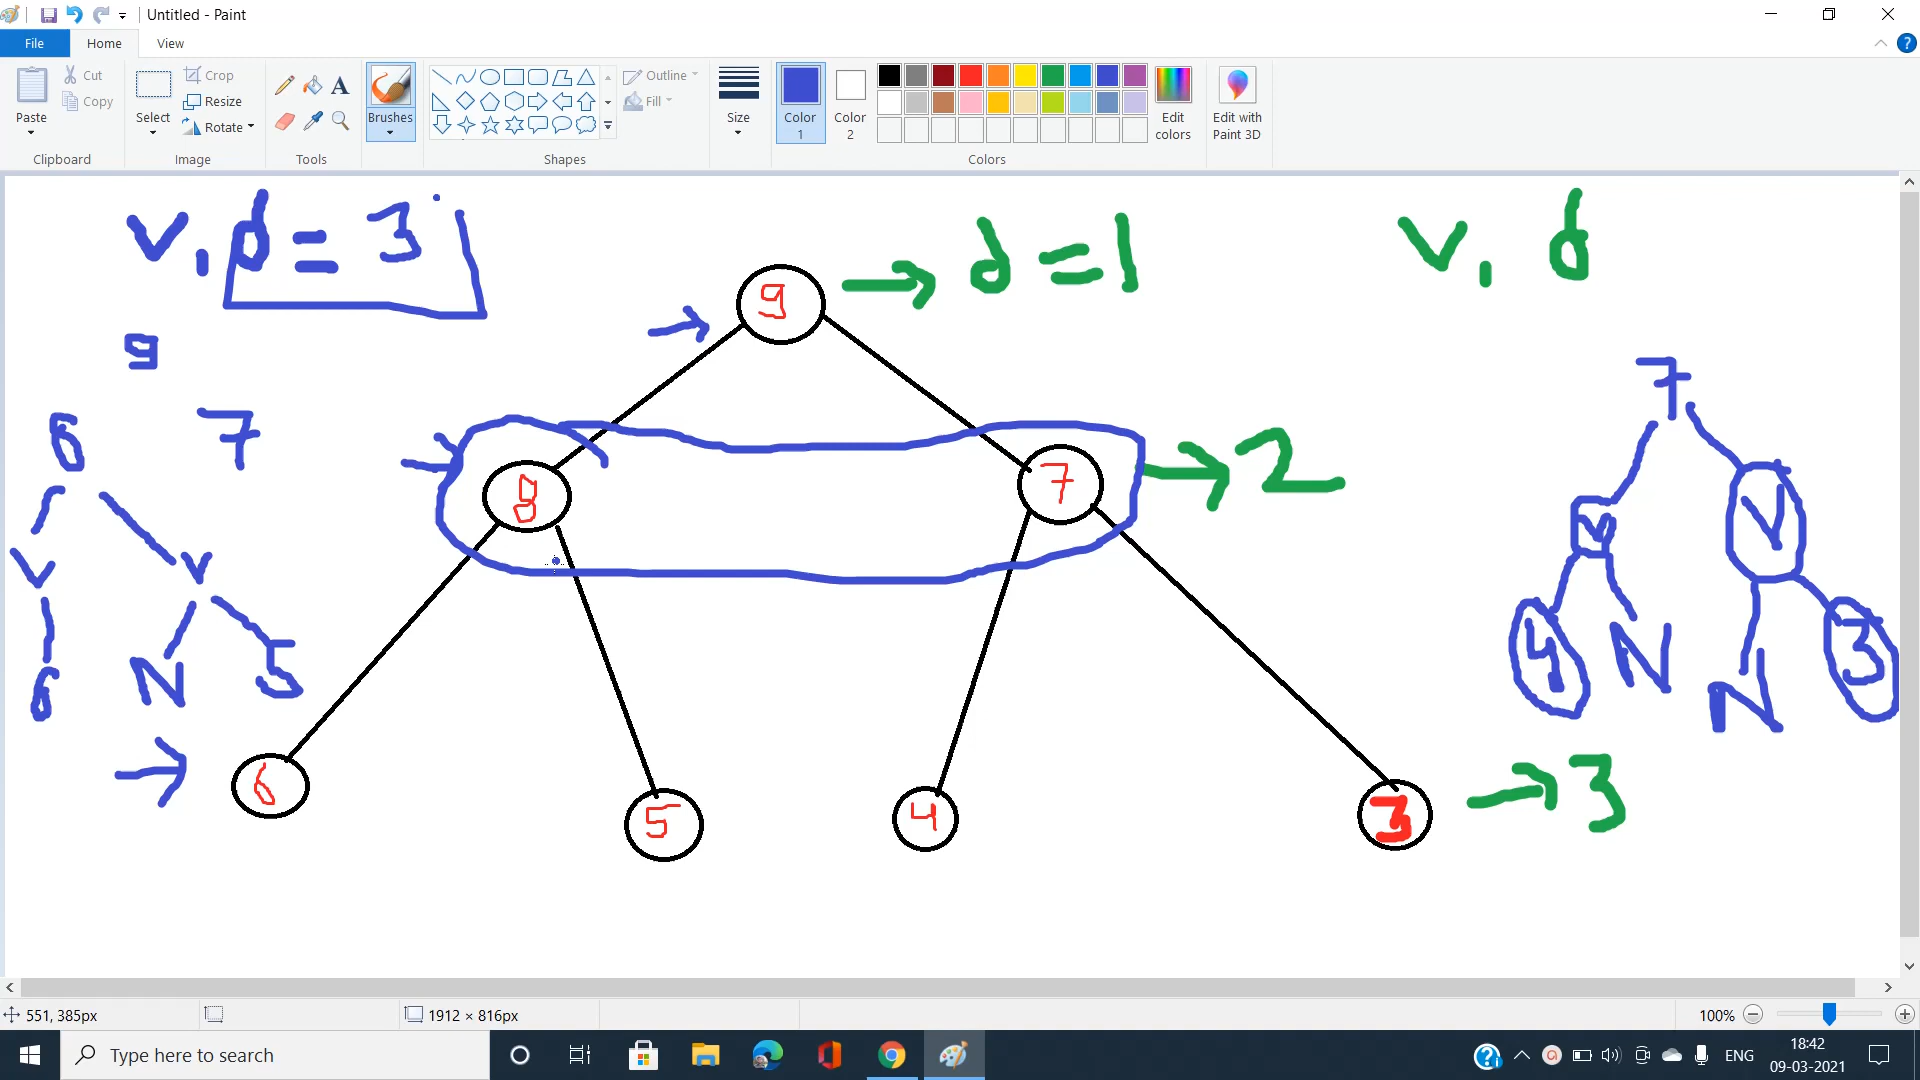 Untitled - Paint
File Home View
Paste
Cut
Copy
Clipboard
Select
Crop
Resize
Rotate
Image
Tools
Brushes
Shapes
Outline
Fill
Size
Color 1
Color 2
Edit colors
Edit with Paint 3D
Colors
v, d = 3
9 d = 1
v, d
9
7
7
8 7 2
v v
v v
N 5
4 N
N 3
6
6 5 4 3 3
551, 385px
1912 × 816px
100%
Type here to search
ENG
18:42
09-03-2021